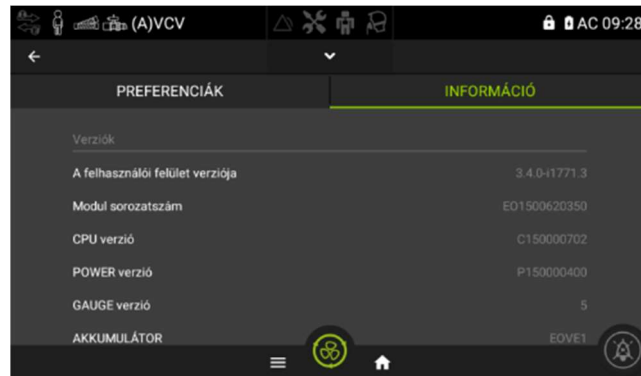 (A)VCV AC 09:28
PREFERENCIÁK INFORMÁCIÓ
Verziók
A felhasználói felület verziója 3.4.0-i1771.3
Modul sorozatszám EO1500620350
CPU verzió C150000702
POWER verzió P150000400
GAUGE verzió 5
AKKUMULÁTOR EOVE1